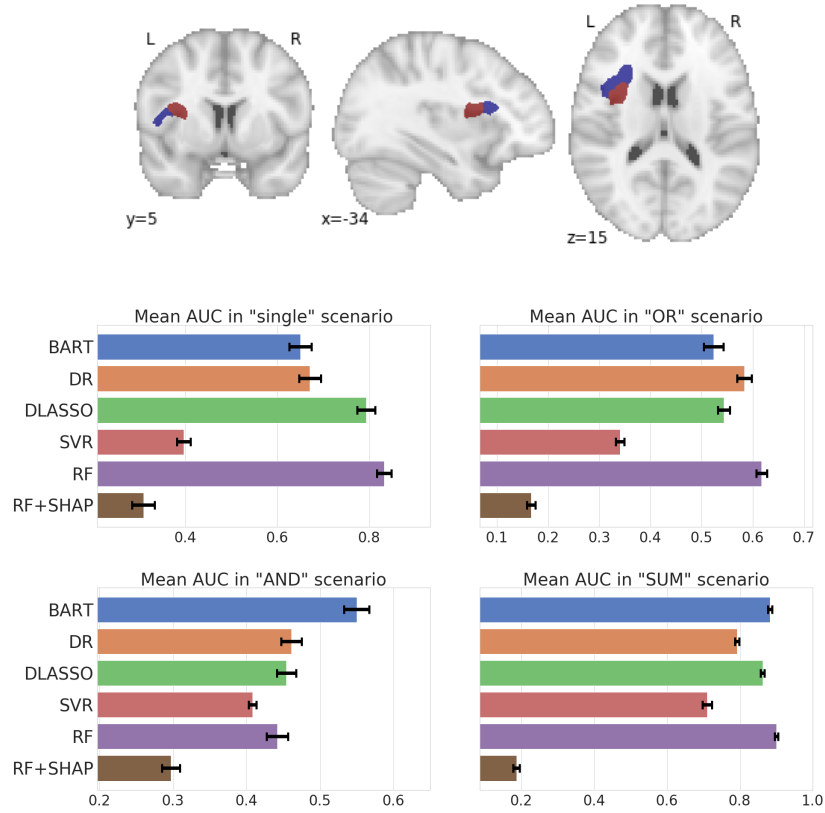 L R
L R
y=5
x=-34
z=15
Mean AUC in "single" scenario
BART
DR
DLASSO
SVR
RF
RF+SHAP
0.4 0.6 0.8
Mean AUC in "OR" scenario
0.1 0.2 0.3 0.4 0.5 0.6 0.7
Mean AUC in "AND" scenario
BART
DR
DLASSO
SVR
RF
RF+SHAP
0.2 0.3 0.4 0.5 0.6
Mean AUC in "SUM" scenario
0.2 0.4 0.6 0.8 1.0